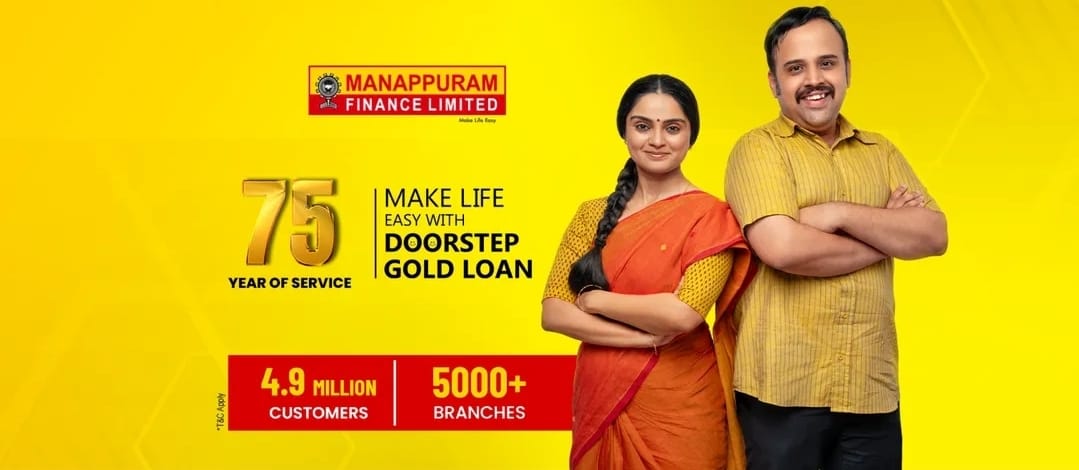 MANAPPURAM
FINANCE LIMITED
Make Life Easy
75
YEAR OF SERVICE
MAKE LIFE
EASY WITH
DOORSTEP
GOLD LOAN
4.9 MILLION
CUSTOMERS
5000+
BRANCHES
*T&C Apply